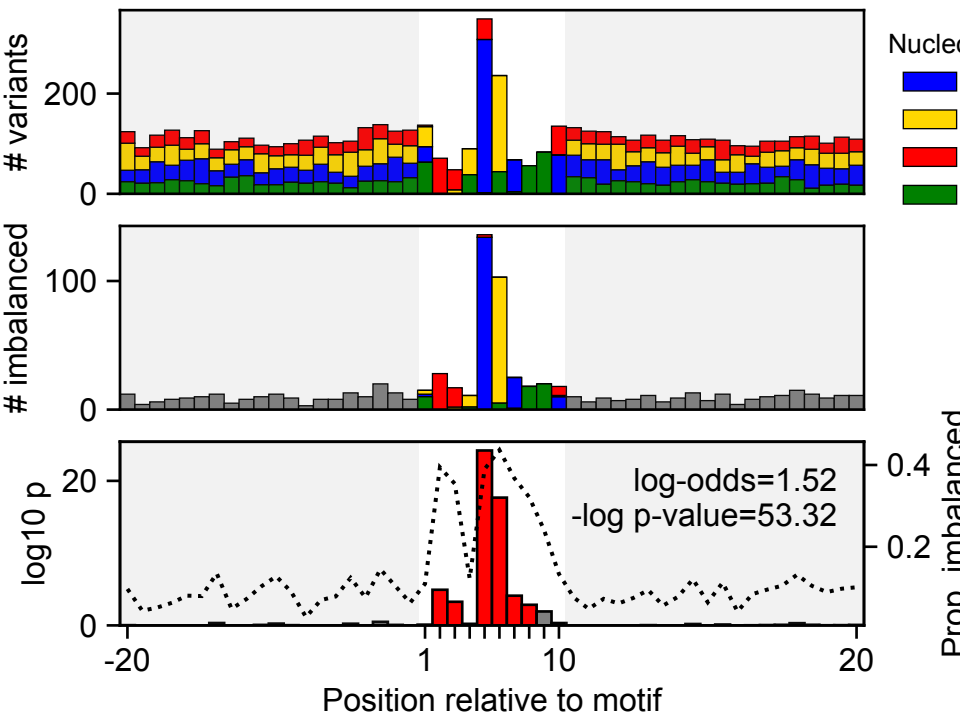 # variants
200
0
Nucleo
# imbalanced
100
0
log10 p
20
0
log-odds=1.52
-log p-value=53.32
0.4
0.2
Prop. imbalanced
-20
1
10
20
Position relative to motif